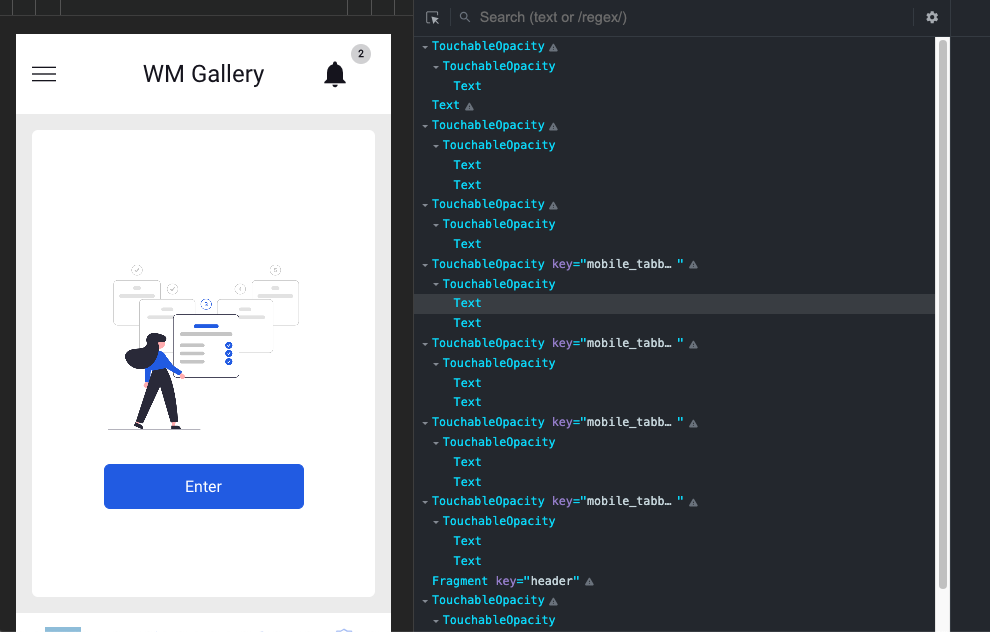 WM Gallery
2
Enter
Search (text or /regex/)
TouchableOpacity
TouchableOpacity
Text
Text
TouchableOpacity
TouchableOpacity
Text
Text
TouchableOpacity
TouchableOpacity
Text
TouchableOpacity key="mobile_tabb… "
TouchableOpacity
Text
Text
TouchableOpacity key="mobile_tabb… "
TouchableOpacity
Text
Text
TouchableOpacity key="mobile_tabb… "
TouchableOpacity
Text
Text
TouchableOpacity key="mobile_tabb… "
TouchableOpacity
Text
Text
Fragment key="header"
TouchableOpacity
TouchableOpacity